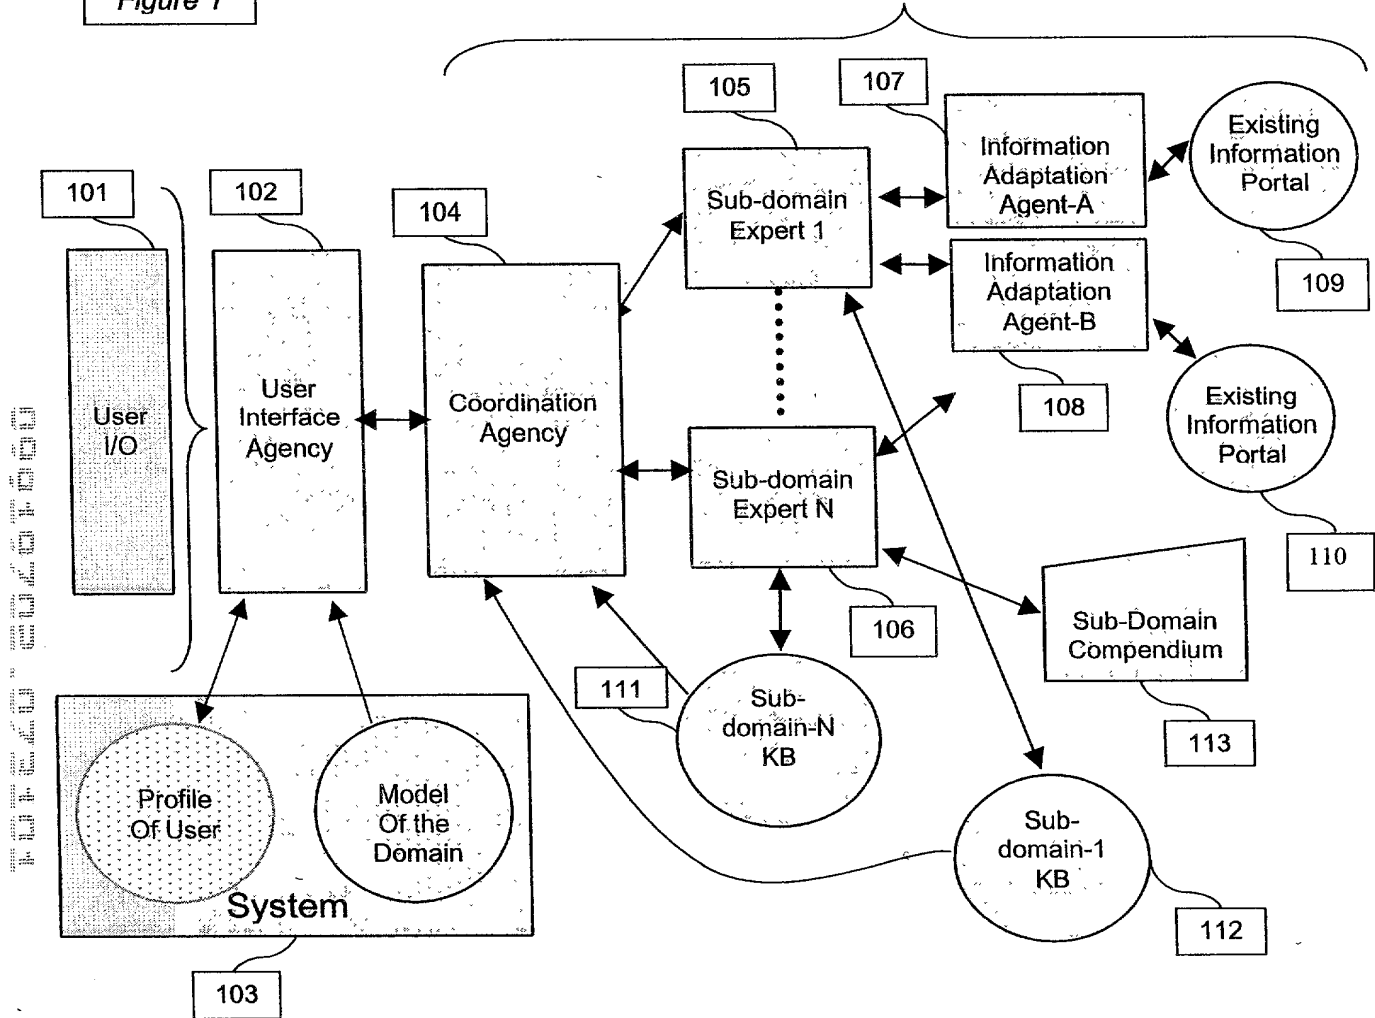 Figure 1
101
102
104
105
107
Information
Adaptation
Agent-A
Existing
Information
Portal
109
Sub-domain
Expert 1
Information
Adaptation
Agent-B
108
Existing
Information
Portal
110
User
I/O
User
Interface
Agency
Coordination
Agency
Sub-domain
Expert N
106
Sub-Domain
Compendium
113
111
Sub-
domain-N
KB
Sub-
domain-1
KB
112
Profile
Of User
Model
Of the
Domain
System
103